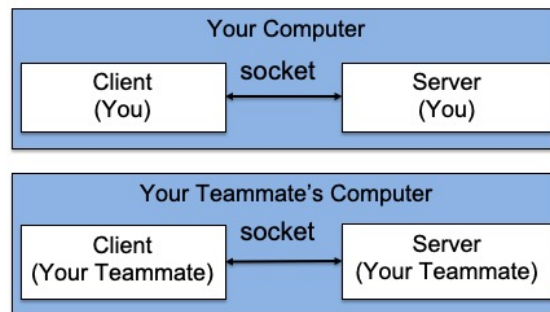 Your Computer
Client
(You)
socket
Server
(You)
Your Teammate's Computer
Client
(Your Teammate)
socket
Server
(Your Teammate)